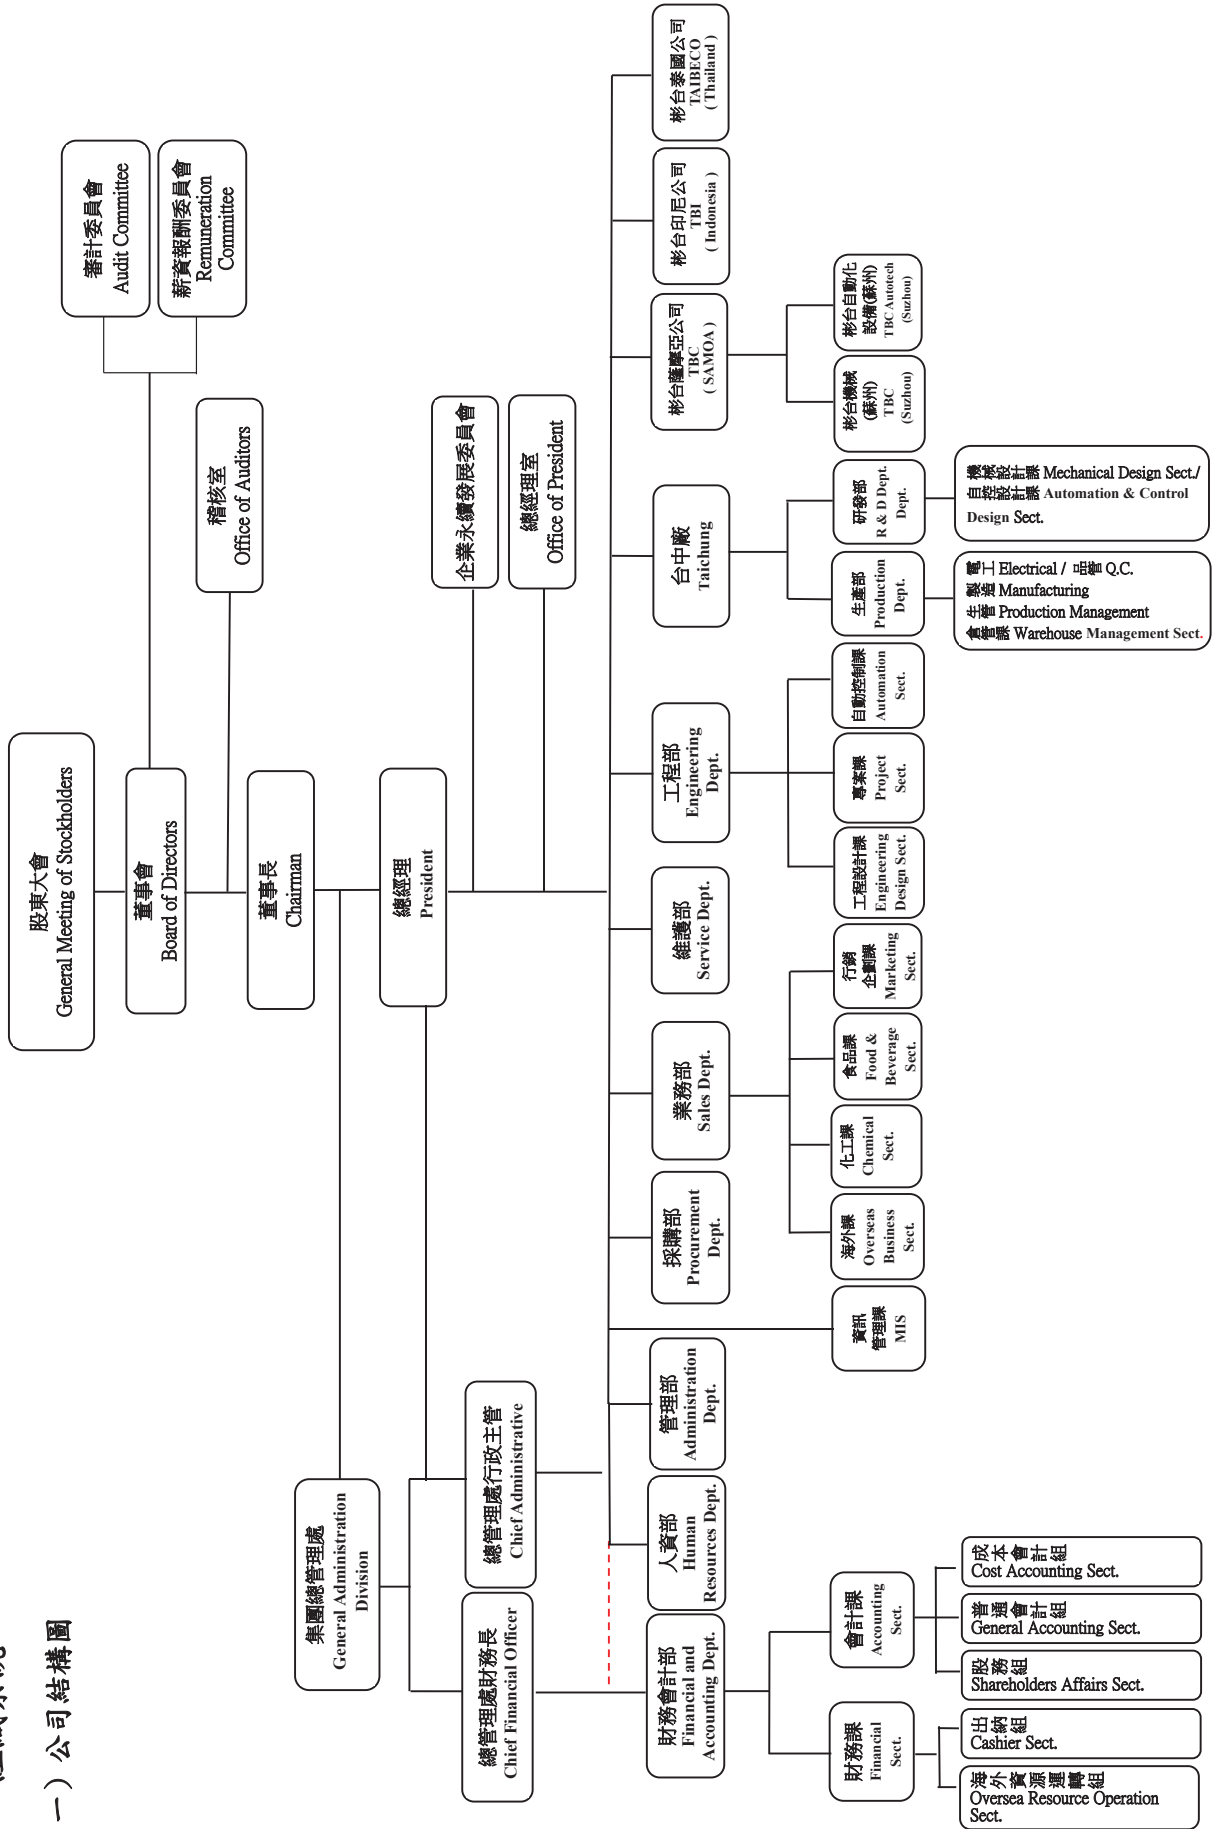 一）公司結構圖
股東大會
General Meeting of Stockholders
董事會
Board of Directors
審計委員會
Audit Committee
薪資報酬委員會
Remuneration
Committee
稽核室
Office of Auditors
董事長
Chairman
集團總管理處
General Administration
Division
總經理
President
企業永續發展委員會
總經理室
Office of President
總管理處財務長
Chief Financial Officer
總管理處行政主管
Chief Administrative
財務會計部
Financial and
Accounting Dept.
人資部
Human
Resources Dept.
管理部
Administration
Dept.
採購部
Procurement
Dept.
業務部
Sales Dept.
維護部
Service Dept.
工程部
Engineering
Dept.
台中廠
Taichung
彬台薩摩亞公司
TBC
( SAMOA )
彬台印尼公司
TBI
( Indonesia )
彬台泰國公司
TAIBECO
( Thailand )
財務課
Financial
Sect.
會計課
Accounting
Sect.
資訊
管理課
MIS
海外課
Overseas
Business
Sect.
化工課
Chemical
Sect.
食品課
Food &
Beverage
Sect.
行銷
企劃課
Marketing
Sect.
工程設計課
Engineering
Design Sect.
專案課
Project
Sect.
自動控制課
Automation
Sect.
生產部
Production
Dept.
研發部
R & D Dept.
Dept.
彬台機械
(蘇州)
TBC
(Suzhou)
彬台自動化
設備(蘇州)
TBC Autotech
(Suzhou)
海外資源運轉組
Oversea Resource Operation
Sect.
出納組
Cashier Sect.
股務組
Shareholders Affairs Sect.
普通會計組
General Accounting Sect.
成本會計組
Cost Accounting Sect.
電工 Electrical / 品管 Q.C.
製造 Manufacturing
生管 Production Management
倉管課 Warehouse Management Sect.
機械設計課 Mechanical Design Sect./
自控設計課 Automation & Control
Design Sect.